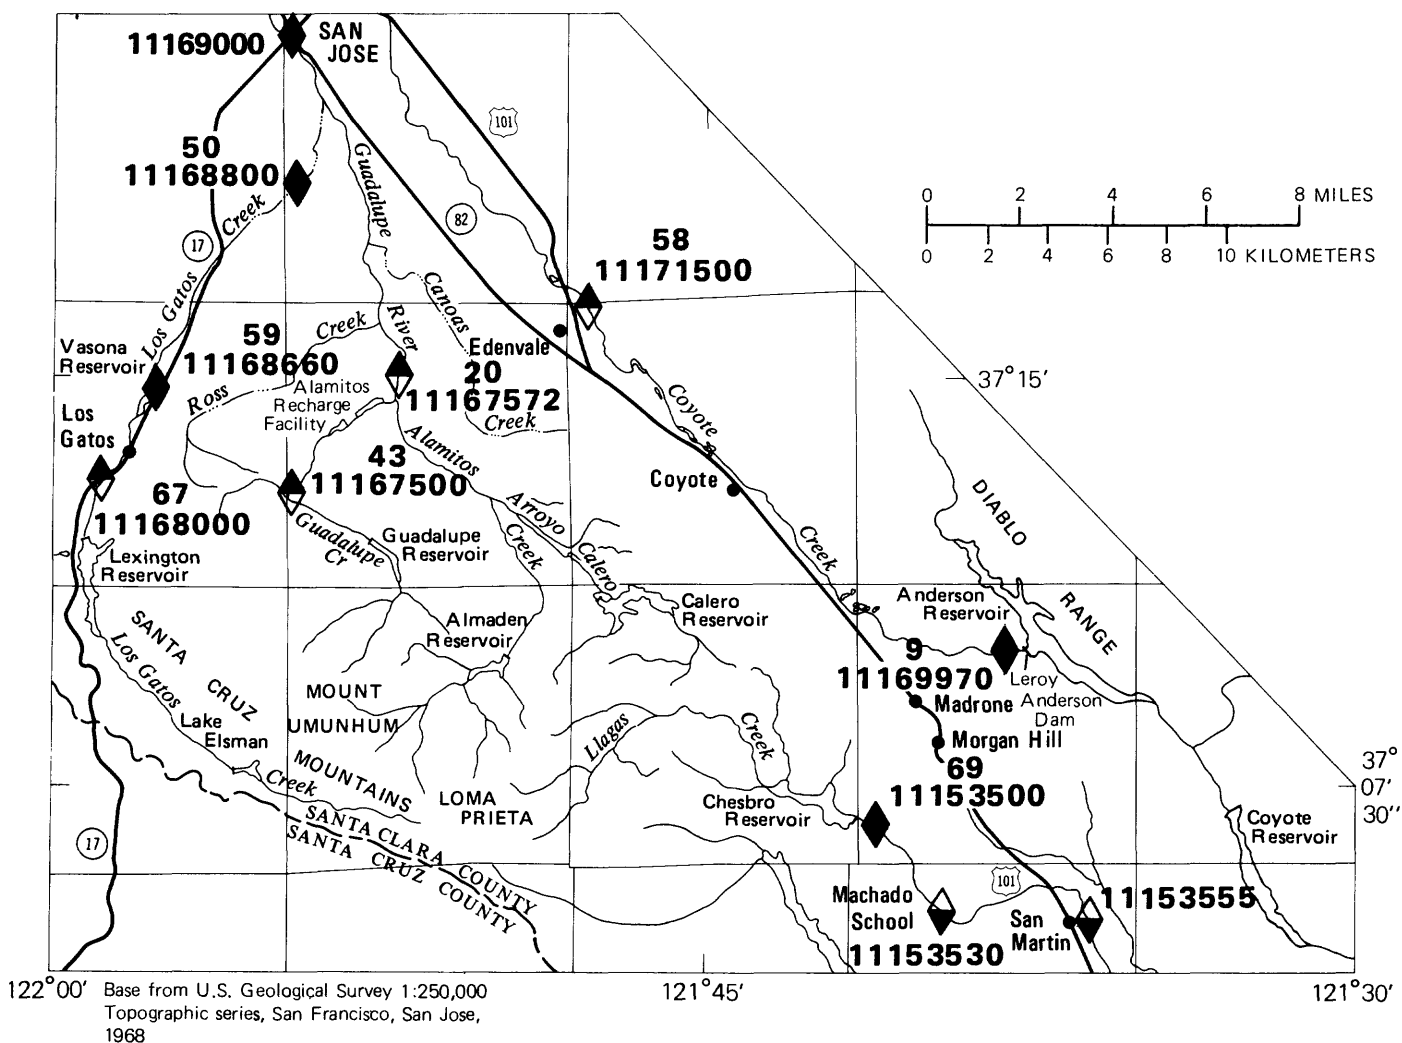 11169000
SAN
JOSE
101
50
11168800
Guadalupe
River
82
17
Los Gatos Creek
0 2 4 6 8 MILES
0 2 4 6 8 10 KILOMETERS
58
11171500
Canoas
Creek
Vasona
Reservoir
59
11168660
Ross
Creek
Edenvale
20
11167572
Alamitos
Recharge
Facility
37°15'
Los
Gatos
Coyote
Creek
43
11167500
Alamitos
Creek
Coyote
67
11168000
Arroyo
Calero
DIABLO
RANGE
Guadalupe
Cr
Guadalupe
Reservoir
Lexington
Reservoir
Calero
Reservoir
Anderson
Reservoir
Almaden
Reservoir
SANTA
CRUZ
MOUNTAINS
Los Gatos
Creek
9
11169970
Leroy
Anderson
Dam
MOUNT
UMUNHUM
Madrone
Lake
Elsman
Llagas
Creek
Morgan Hill
37°
07'
30''
69
11153500
LOMA
PRIETA
Chesbro
Reservoir
Coyote
Reservoir
SANTA CLARA COUNTY
SANTA CRUZ COUNTY
17
101
Machado
School
11153530
San
Martin
11153555
122°00'
121°45'
121°30'
Base from U.S. Geological Survey 1:250,000
Topographic series, San Francisco, San Jose,
1968